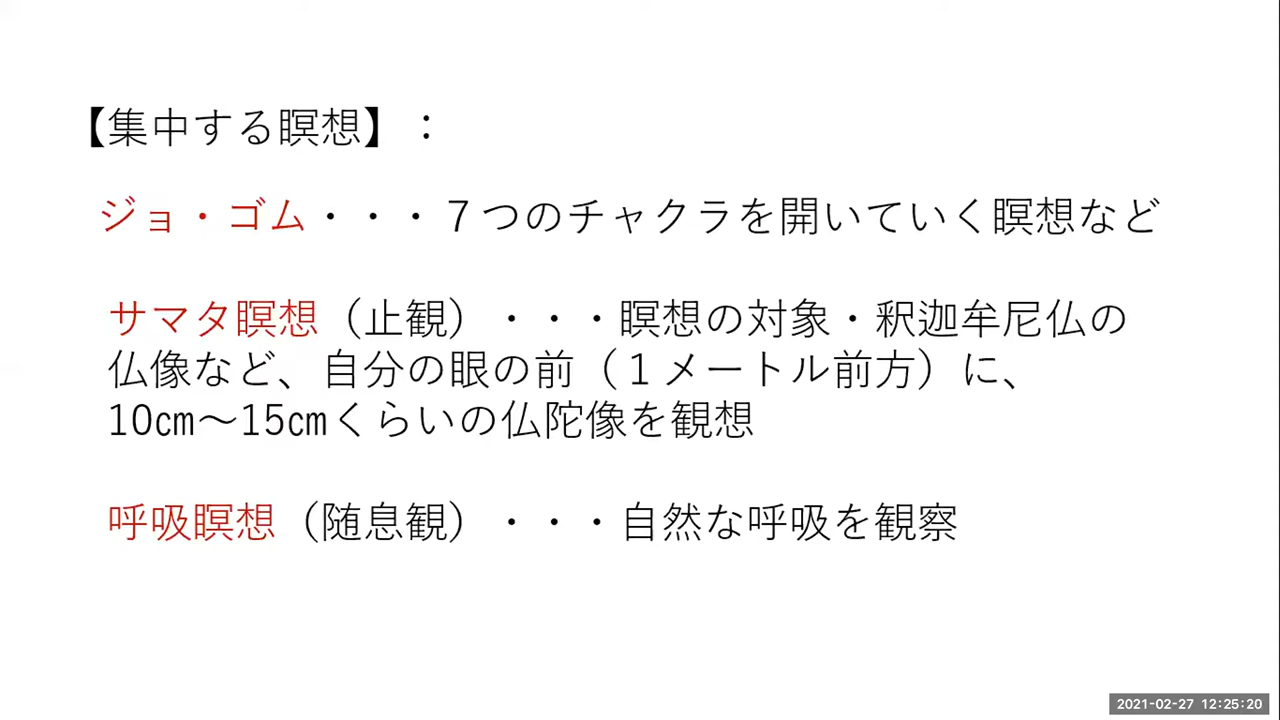 【集中する瞑想】：
ジョ・ゴム・・・７つのチャクラを開いていく瞑想など
サマタ瞑想（止観）・・・瞑想の対象・釈迦牟尼仏の
仏像など、自分の眼の前（１メートル前方）に、
10㎝～15㎝くらいの仏陀像を観想
呼吸瞑想（随息観）・・・自然な呼吸を観察
2021-02-27 12:25:20